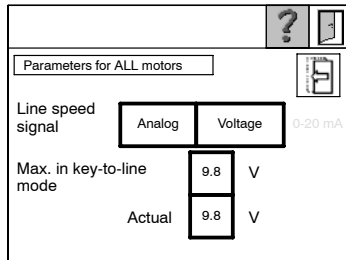 ?
Parameters for ALL motors
Line speed
signal
Analog
Voltage
0-20 mA
Max. in key-to-line
mode
9.8
V
Actual
9.8
V